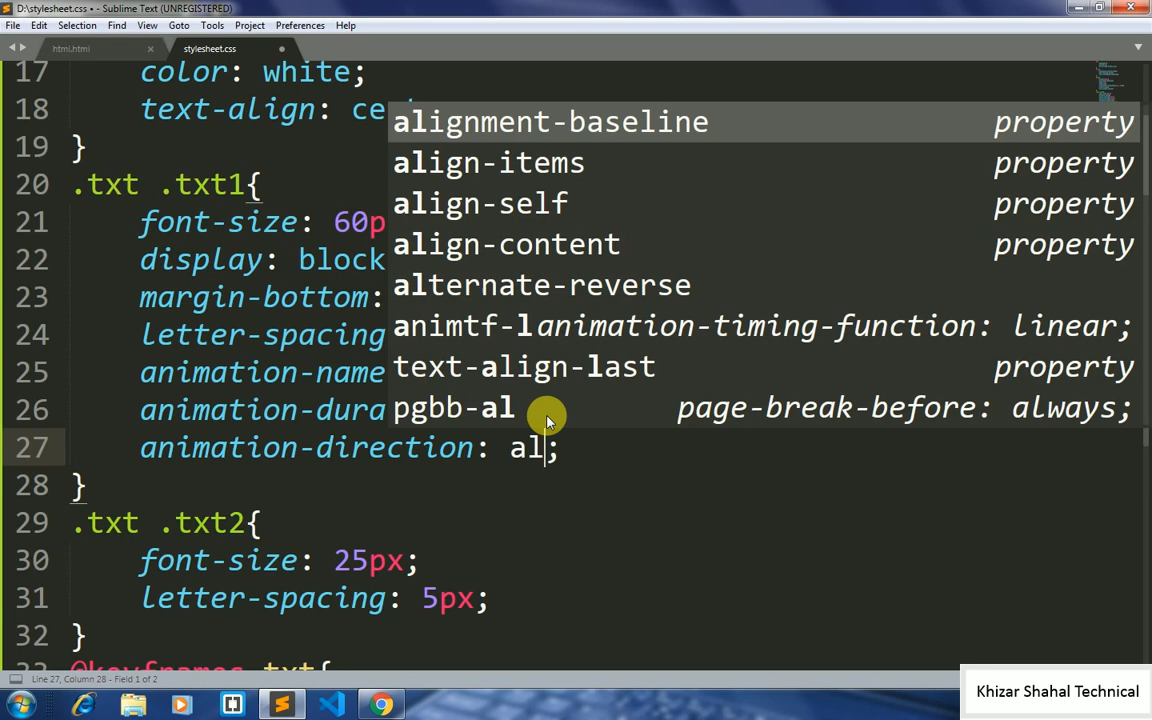 D:\stylesheet.css • - Sublime Text (UNREGISTERED)
File Edit Selection Find View Goto Tools Project Preferences Help
html.html stylesheet.css
17 color: white;
18 text-align: ce
alignment-baseline property
19 }
align-items property
20 .txt .txt1{
align-self property
21 font-size: 60p
align-content property
22 display: block
alternate-reverse
23 margin-bottom:
animtf-lanimation-timing-function: linear;
24 letter-spacing
text-align-last property
25 animation-name
pgbb-al page-break-before: always;
26 animation-dura
27 animation-direction: al;
28 }
29 .txt .txt2{
30 font-size: 25px;
31 letter-spacing: 5px;
32 }
33 @keyframes txt{
Line 27, Column 28 - Field 1 of 2
Khizar Shahal Technical